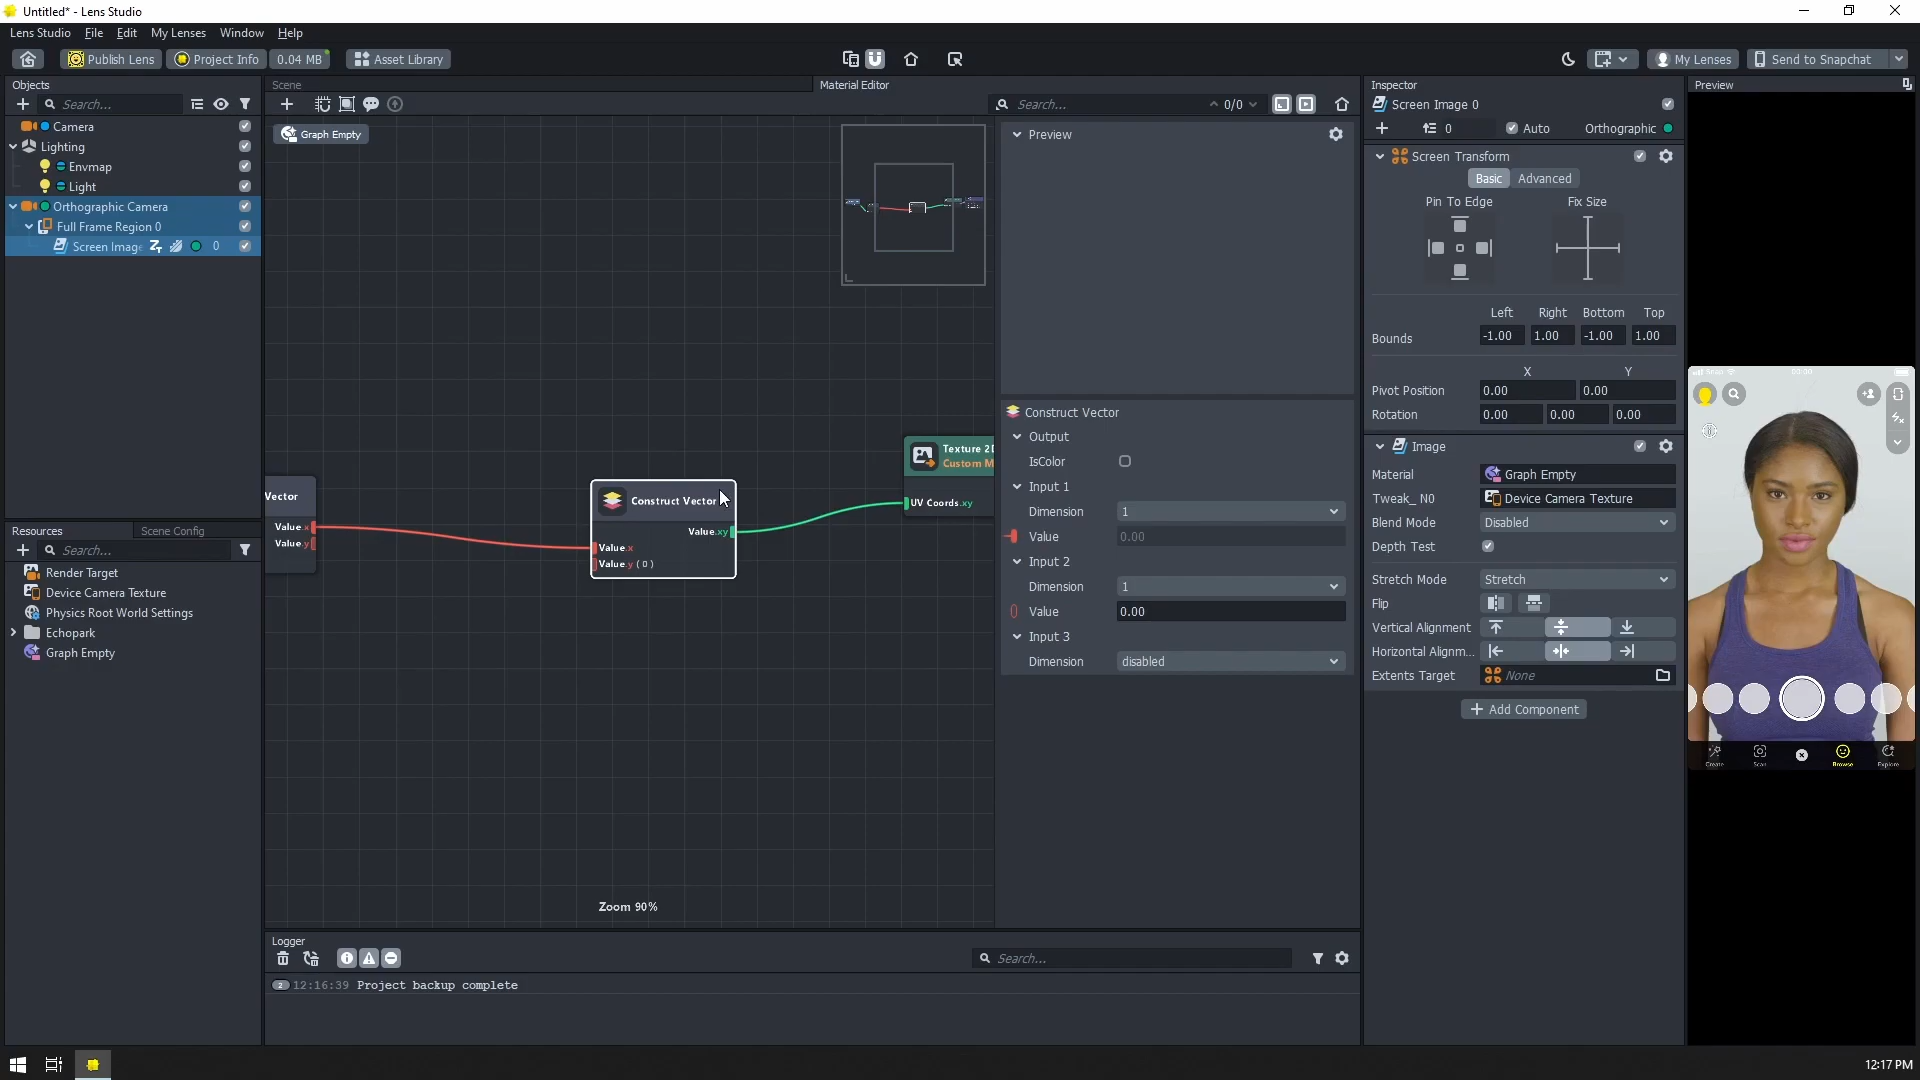 Untitled* - Lens Studio
Lens Studio File Edit My Lenses Window Help
Publish Lens Project Info 0.04 MB Asset Library My Lenses Send to Snapchat
Objects
Search...
Camera
Lighting
Envmap
Light
Orthographic Camera
Full Frame Region 0
Screen Imag 0
Resources Scene Config
Search...
Render Target
Device Camera Texture
Physics Root World Settings
Echopark
Graph Empty
Scene Material Editor
Search... 0/0
Graph Empty
Vector
Value.x
Value.y
Construct Vector
Value.xy
Value.x
Value.y ( 0 )
Texture 2D
Custom M
UV Coords.xy
Zoom 90%
Preview
Construct Vector
Output
IsColor
Input 1
Dimension 1
Value 0.00
Input 2
Dimension 1
Value 0.00
Input 3
Dimension disabled
Logger
Search...
2 12:16:39 Project backup complete
Inspector
Screen Image 0
0 Auto Orthographic
Screen Transform
Basic Advanced
Pin To Edge Fix Size
Left Right Bottom Top
Bounds -1.00 1.00 -1.00 1.00
X Y
Pivot Position 0.00 0.00
Rotation 0.00 0.00 0.00
Image
Material Graph Empty
Tweak_N0 Device Camera Texture
Blend Mode Disabled
Depth Test
Stretch Mode Stretch
Flip
Vertical Alignment
Horizontal Alignm...
Extents Target None
+ Add Component
Preview
Create Scan Browse Explore
12:17 PM